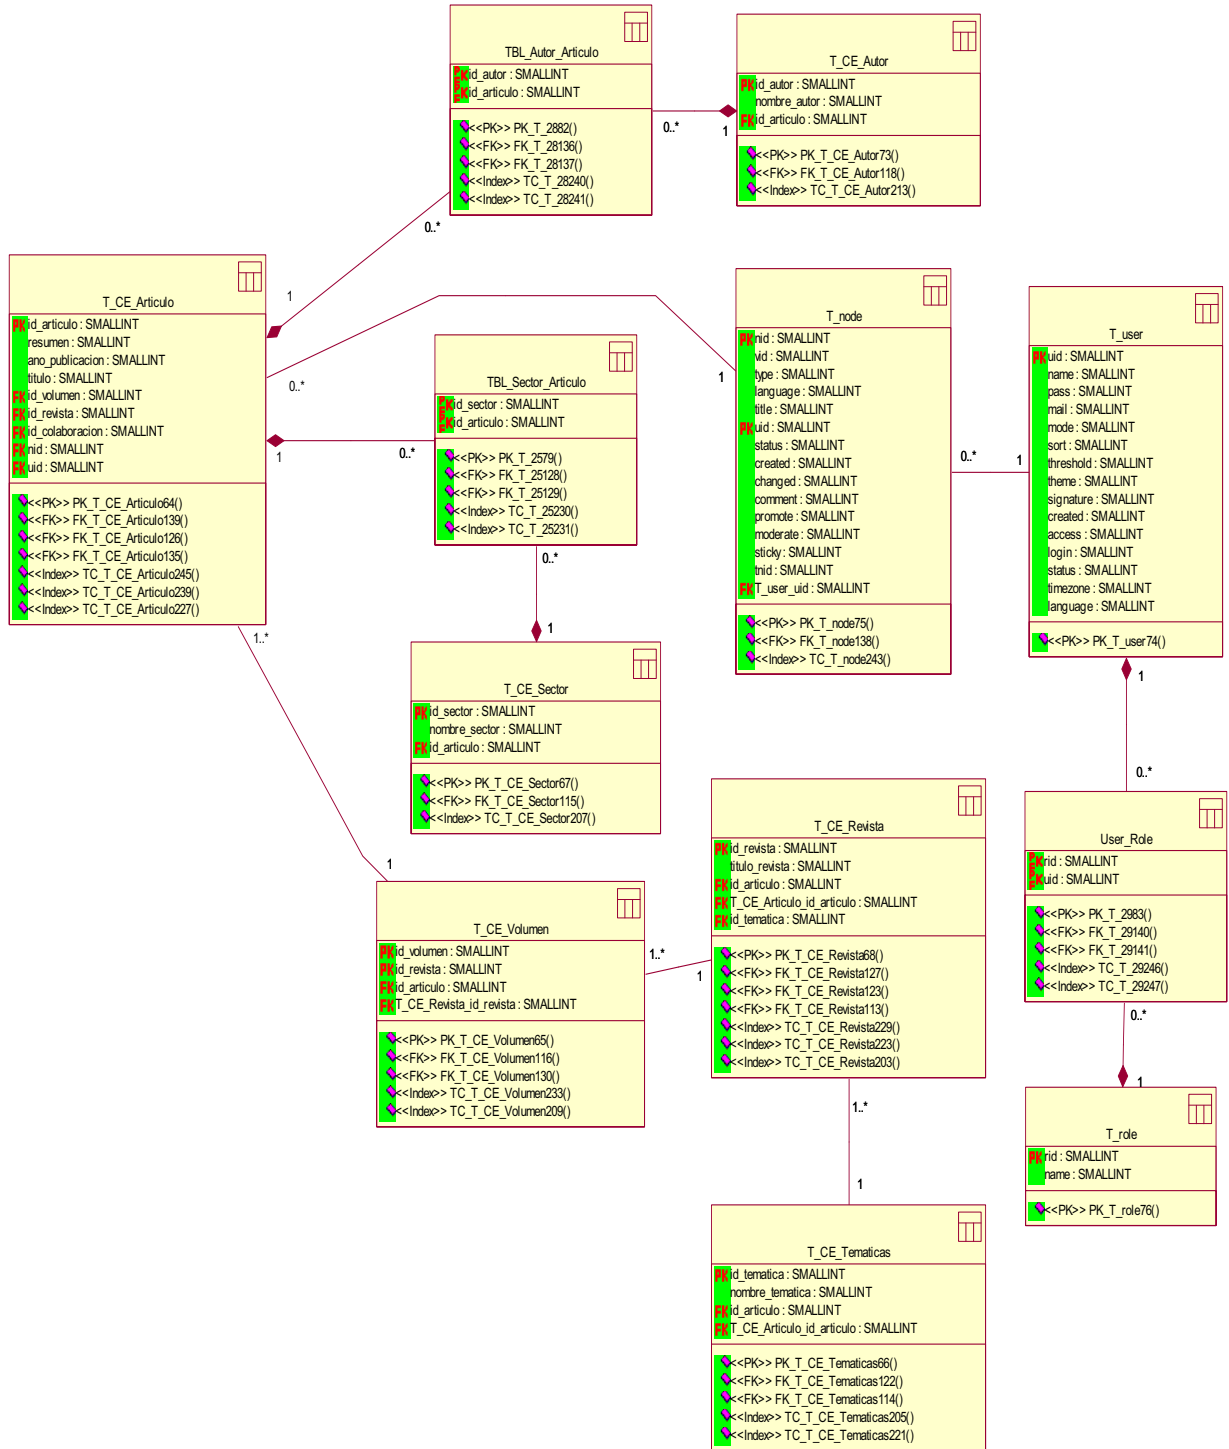 TBL_Autor_Articulo
PK id_autor : SMALLINT
PK id_articulo : SMALLINT
<<PK>> PK_T_2882()
<<FK>> FK_T_28136()
<<FK>> FK_T_28137()
<<Index>> TC_T_28240()
<<Index>> TC_T_28241()
0..*
1
T_CE_Autor
PK id_autor : SMALLINT
nombre_autor : SMALLINT
FK id_articulo : SMALLINT
<<PK>> PK_T_CE_Autor73()
<<FK>> FK_T_CE_Autor118()
<<Index>> TC_T_CE_Autor213()
0..*
1
T_CE_Articulo
PK id_articulo : SMALLINT
resumen : SMALLINT
ano_publicacion : SMALLINT
titulo : SMALLINT
FK id_volumen : SMALLINT
FK id_revista : SMALLINT
FK id_colaboracion : SMALLINT
FK nid : SMALLINT
FK uid : SMALLINT
<<PK>> PK_T_CE_Articulo64()
<<FK>> FK_T_CE_Articulo139()
<<FK>> FK_T_CE_Articulo126()
<<FK>> FK_T_CE_Articulo135()
<<Index>> TC_T_CE_Articulo245()
<<Index>> TC_T_CE_Articulo239()
<<Index>> TC_T_CE_Articulo227()
0..*
1
1
0..*
TBL_Sector_Articulo
PK id_sector : SMALLINT
PK id_articulo : SMALLINT
<<PK>> PK_T_2579()
<<FK>> FK_T_25128()
<<FK>> FK_T_25129()
<<Index>> TC_T_25230()
<<Index>> TC_T_25231()
T_node
PK nid : SMALLINT
vid : SMALLINT
type : SMALLINT
language : SMALLINT
title : SMALLINT
PK uid : SMALLINT
status : SMALLINT
created : SMALLINT
changed : SMALLINT
comment : SMALLINT
promote : SMALLINT
moderate : SMALLINT
sticky : SMALLINT
tnid : SMALLINT
FK T_user_uid : SMALLINT
<<PK>> PK_T_node75()
<<FK>> FK_T_node138()
<<Index>> TC_T_node243()
0..*
1
T_user
PK uid : SMALLINT
name : SMALLINT
pass : SMALLINT
mail : SMALLINT
mode : SMALLINT
sort : SMALLINT
threshold : SMALLINT
theme : SMALLINT
signature : SMALLINT
created : SMALLINT
access : SMALLINT
login : SMALLINT
status : SMALLINT
timezone : SMALLINT
language : SMALLINT
<<PK>> PK_T_user74()
0..*
1
T_CE_Sector
PK id_sector : SMALLINT
nombre_sector : SMALLINT
FK id_articulo : SMALLINT
<<PK>> PK_T_CE_Sector67()
<<FK>> FK_T_CE_Sector115()
<<Index>> TC_T_CE_Sector207()
1..*
1
1
0..*
T_CE_Volumen
PK id_volumen : SMALLINT
PK id_revista : SMALLINT
FK id_articulo : SMALLINT
FK T_CE_Revista_id_revista : SMALLINT
<<PK>> PK_T_CE_Volumen65()
<<FK>> FK_T_CE_Volumen116()
<<FK>> FK_T_CE_Volumen130()
<<Index>> TC_T_CE_Volumen233()
<<Index>> TC_T_CE_Volumen209()
1..*
1
T_CE_Revista
PK id_revista : SMALLINT
titulo_revista : SMALLINT
FK id_articulo : SMALLINT
FK T_CE_Articulo_id_articulo : SMALLINT
FK id_tematica : SMALLINT
<<PK>> PK_T_CE_Revista68()
<<FK>> FK_T_CE_Revista127()
<<FK>> FK_T_CE_Revista123()
<<FK>> FK_T_CE_Revista113()
<<Index>> TC_T_CE_Revista229()
<<Index>> TC_T_CE_Revista223()
<<Index>> TC_T_CE_Revista203()
User_Role
PK rid : SMALLINT
PK uid : SMALLINT
<<PK>> PK_T_2983()
<<FK>> FK_T_29140()
<<FK>> FK_T_29141()
<<Index>> TC_T_29246()
<<Index>> TC_T_29247()
0..*
1
T_role
PK rid : SMALLINT
name : SMALLINT
<<PK>> PK_T_role76()
1..*
1
T_CE_Tematicas
PK id_tematica : SMALLINT
nombre_tematica : SMALLINT
FK id_articulo : SMALLINT
FK T_CE_Articulo_id_articulo : SMALLINT
<<PK>> PK_T_CE_Tematicas66()
<<FK>> FK_T_CE_Tematicas122()
<<FK>> FK_T_CE_Tematicas114()
<<Index>> TC_T_CE_Tematicas205()
<<Index>> TC_T_CE_Tematicas221()